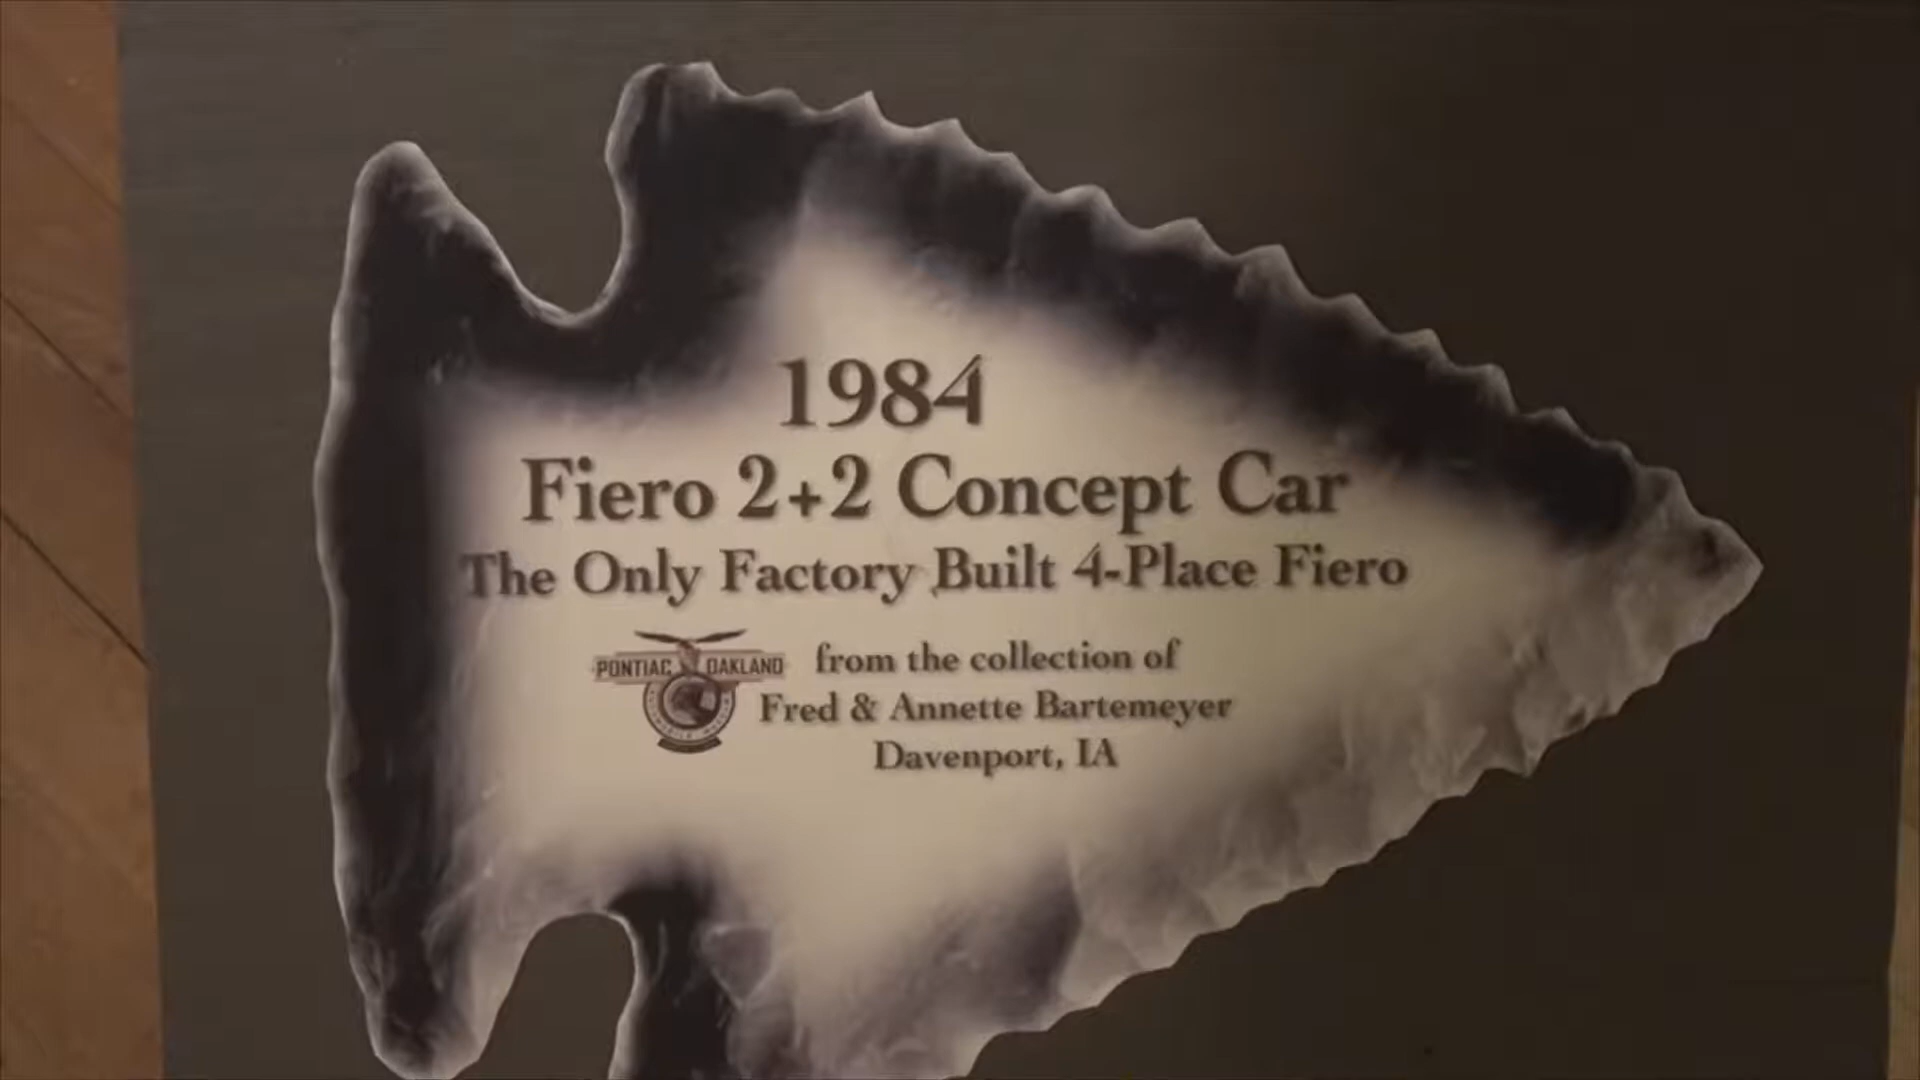 1984
Fiero 2+2 Concept Car
The Only Factory Built 4-Place Fiero
PONTIAC OAKLAND
from the collection of
Fred & Annette Bartemeyer
Davenport, IA